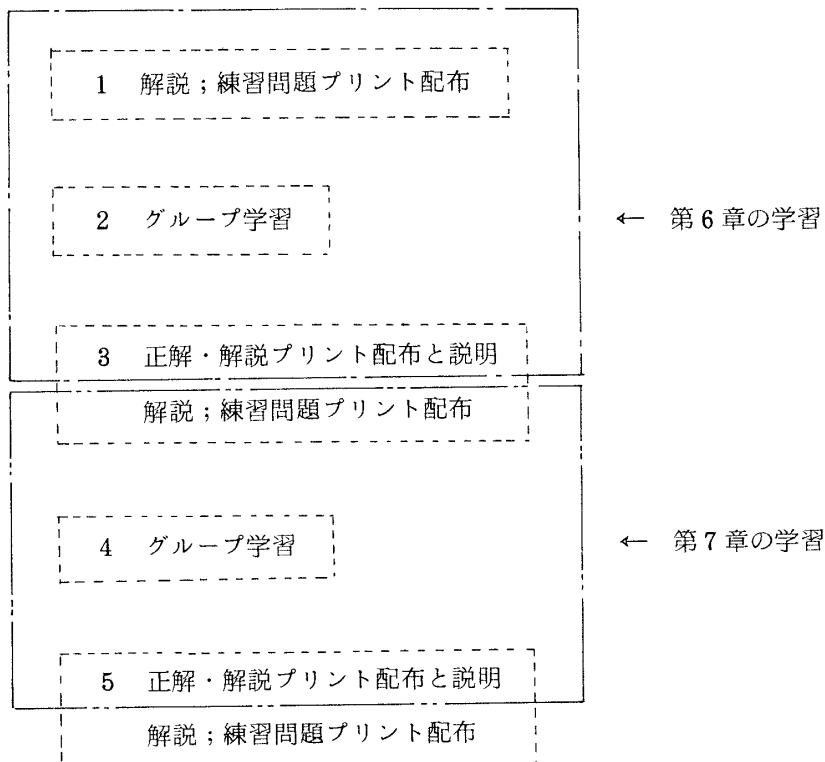 1 解説；練習問題プリント配布
2 グループ学習
← 第6章の学習
3 正解・解説プリント配布と説明
解説；練習問題プリント配布
4 グループ学習
← 第7章の学習
5 正解・解説プリント配布と説明
解説；練習問題プリント配布